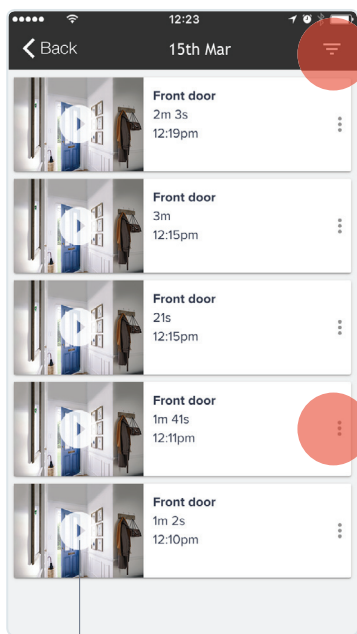 12:23
Back
15th Mar
Front door
2m 3s
12:19pm
Front door
3m
12:15pm
Front door
21s
12:15pm
Front door
1m 41s
12:11pm
Front door
1m 2s
12:10pm